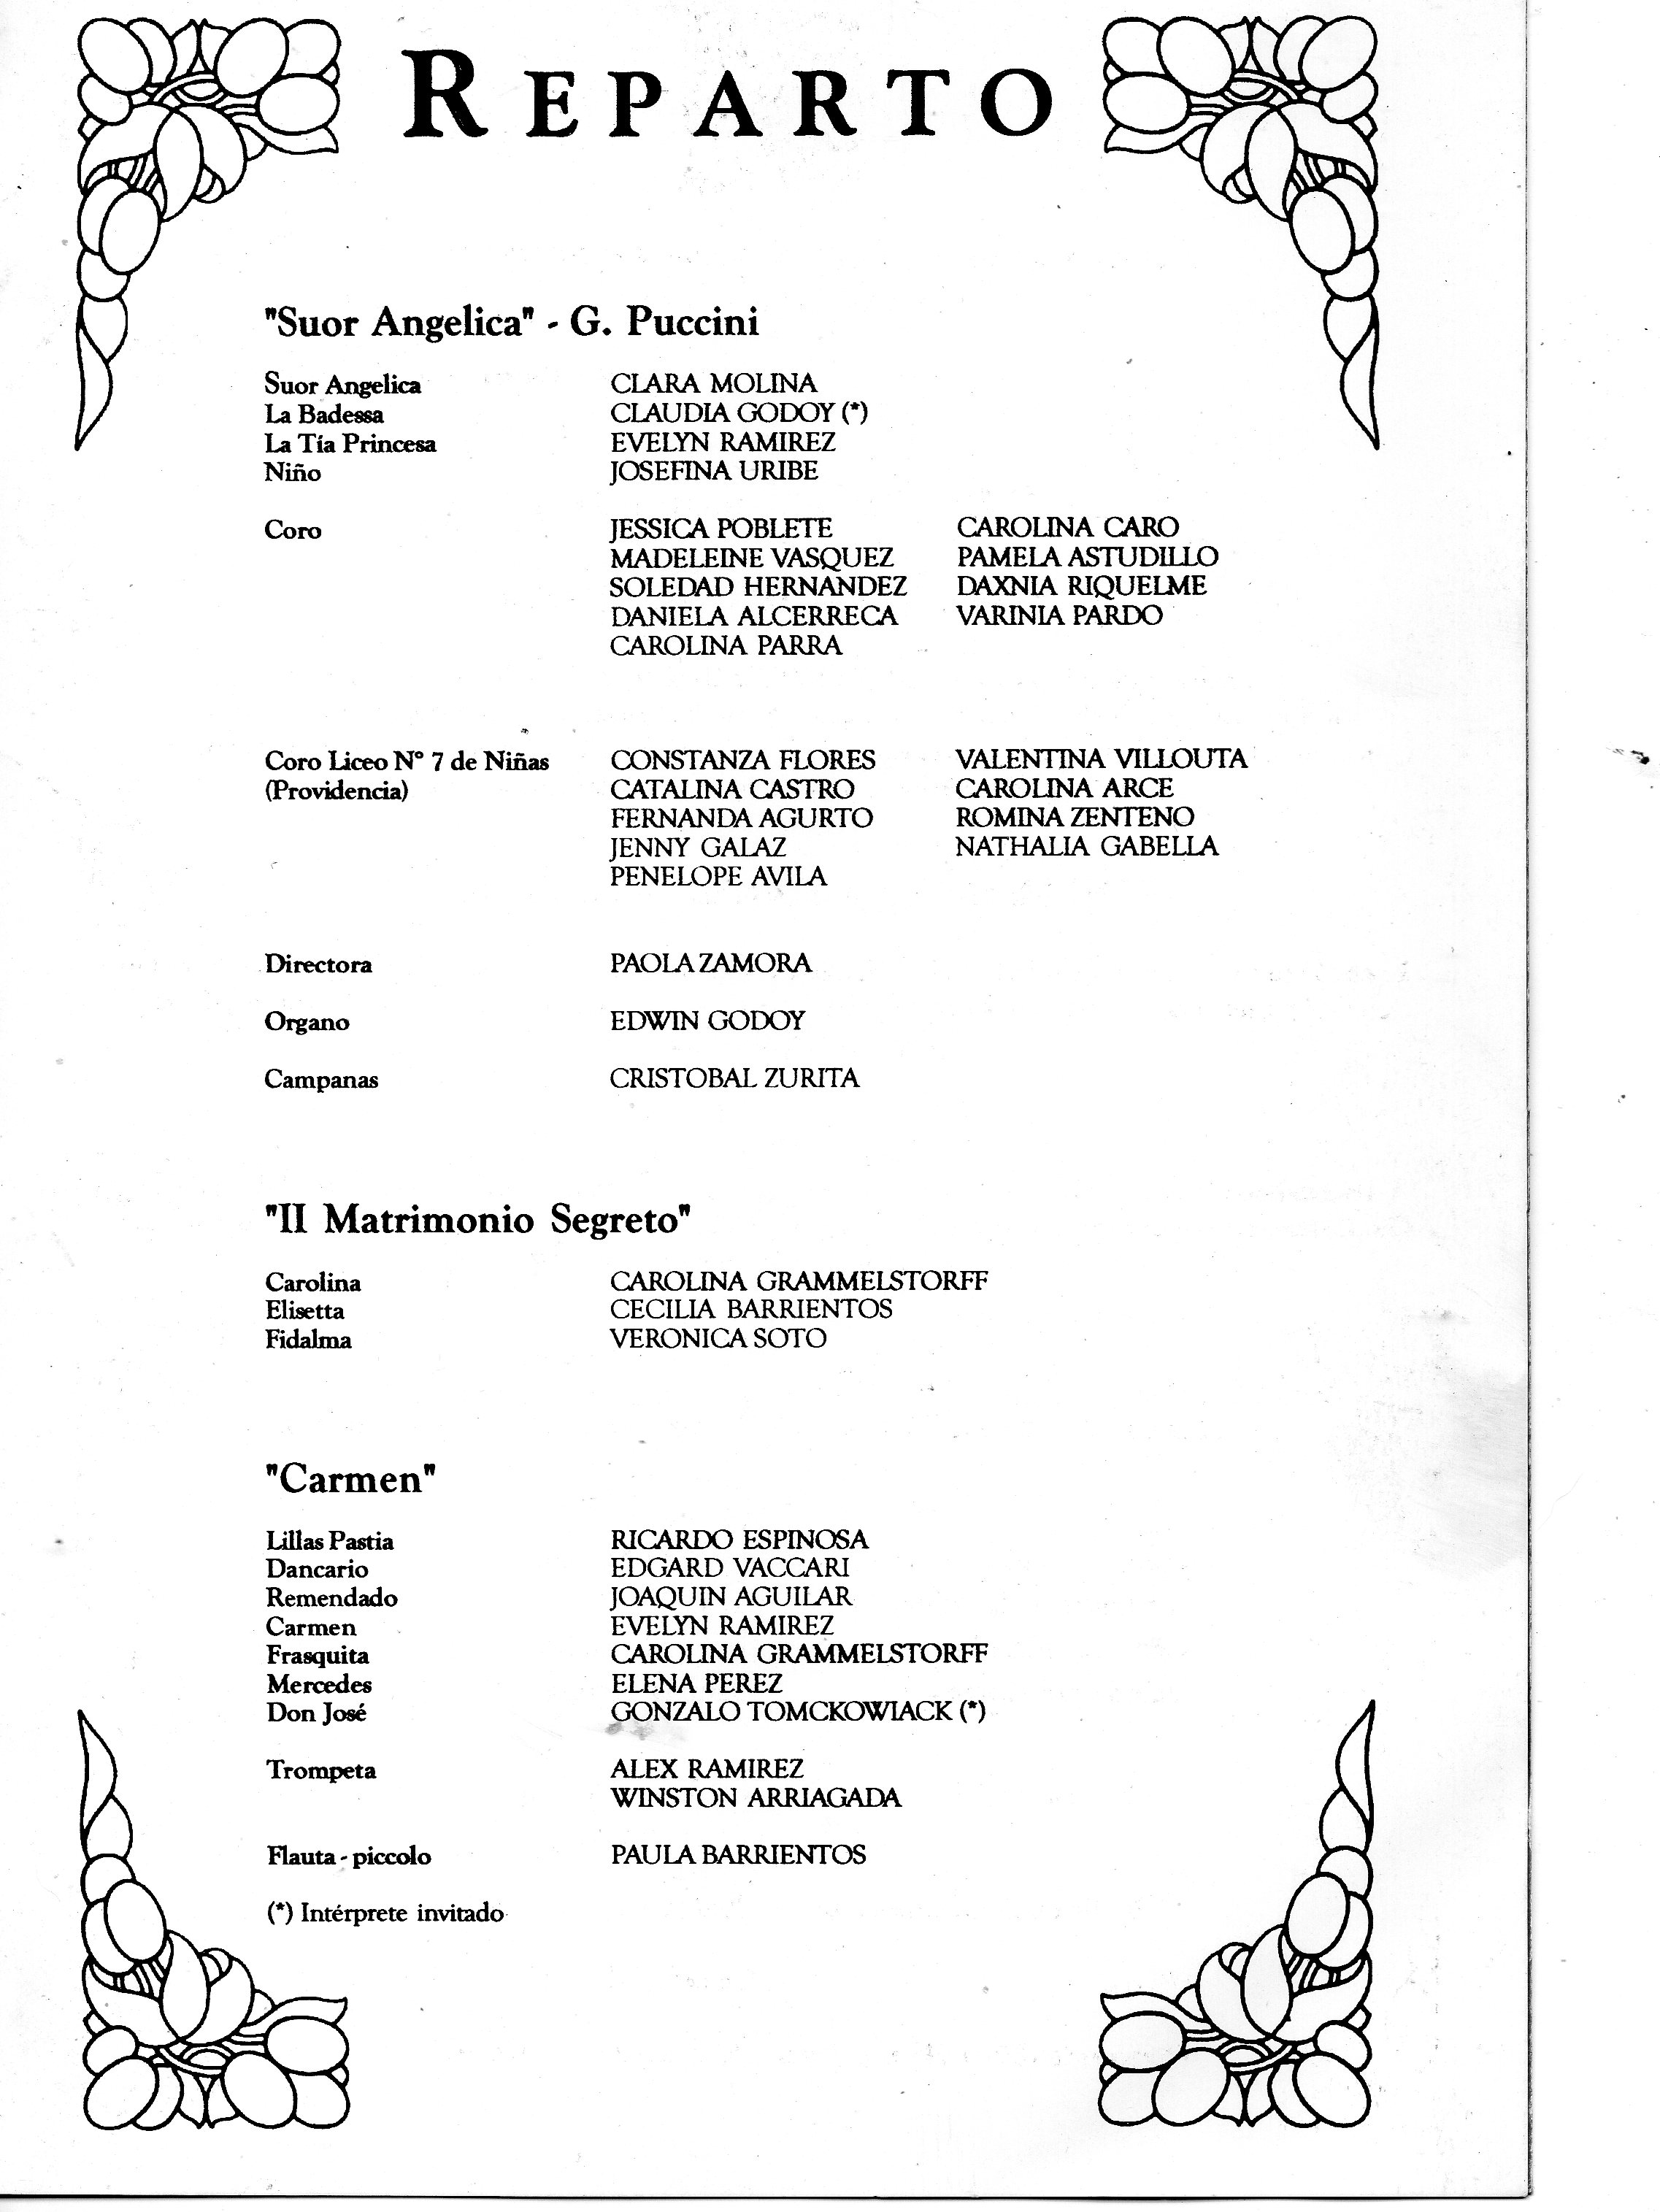 REPARTO
"Suor Angelica" - G. Puccini
Suor Angelica CLARA MOLINA
La Badessa CLAUDIA GODOY (*)
La Tía Princesa EVELYN RAMIREZ
Niño JOSEFINA URIBE
Coro JESSICA POBLETE CAROLINA CARO
MADELEINE VASQUEZ PAMELA ASTUDILLO
SOLEDAD HERNANDEZ DAXNIA RIQUELME
DANIELA ALCERRECA VARINIA PARDO
CAROLINA PARRA
Coro Liceo Nº 7 de Niñas CONSTANZA FLORES VALENTINA VILLOUTA
(Providencia) CATALINA CASTRO CAROLINA ARCE
FERNANDA AGURTO ROMINA ZENTENO
JENNY GALAZ NATHALIA GABELLA
PENELOPE AVILA
Directora PAOLA ZAMORA
Organo EDWIN GODOY
Campanas CRISTOBAL ZURITA
"II Matrimonio Segreto"
Carolina CAROLINA GRAMMELSTORFF
Elisetta CECILIA BARRIENTOS
Fidalma VERONICA SOTO
"Carmen"
Lillas Pastia RICARDO ESPINOSA
Dancario EDGARD VACCARI
Remendado JOAQUIN AGUILAR
Carmen EVELYN RAMIREZ
Frasquita CAROLINA GRAMMELSTORFF
Mercedes ELENA PEREZ
Don José GONZALO TOMCKOWIACK (*)
Trompeta ALEX RAMIREZ
WINSTON ARRIAGADA
Flauta - piccolo PAULA BARRIENTOS
(*) Intérprete invitado